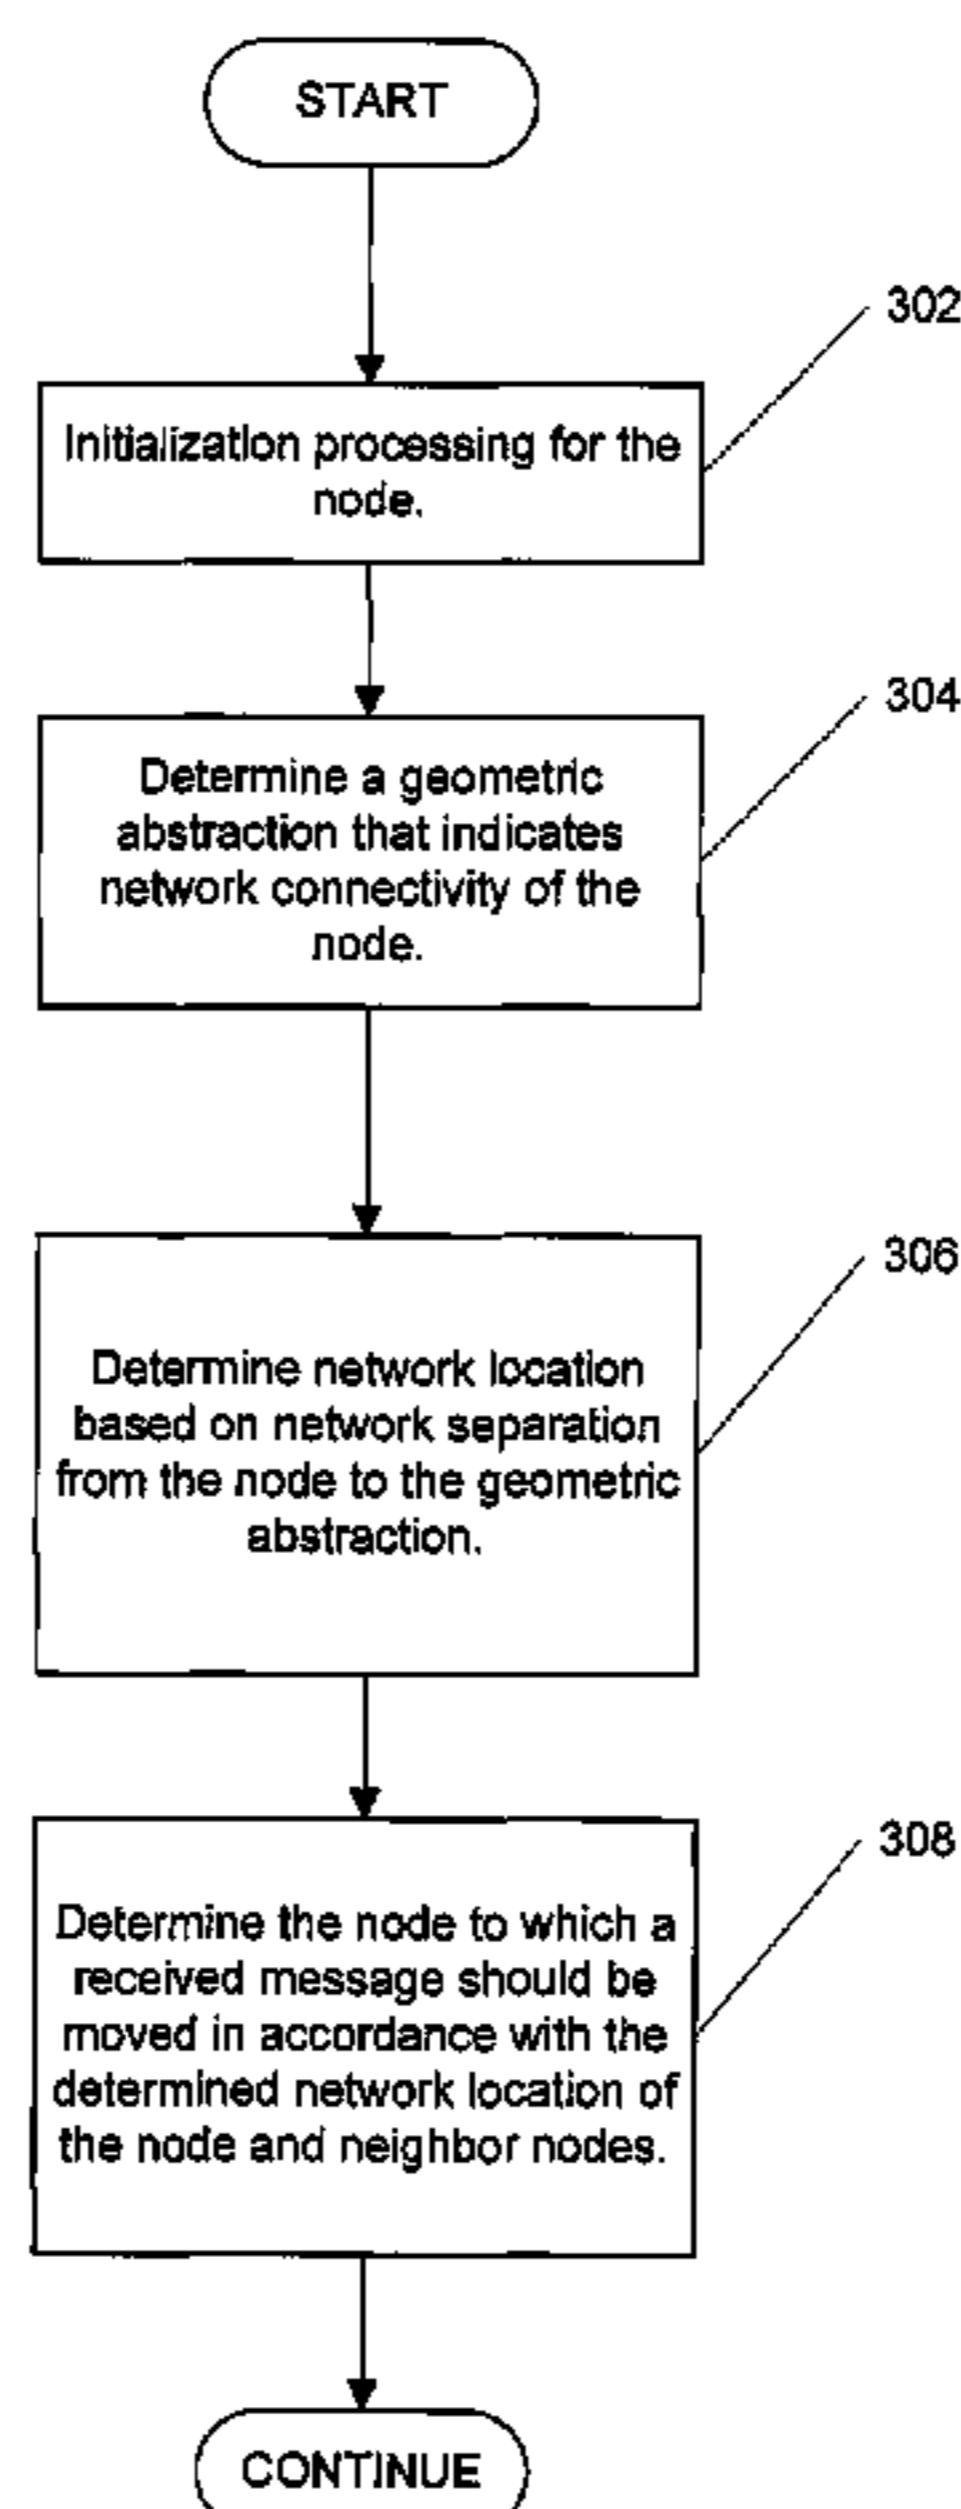 START
302
Initialization processing for the
node.
304
Determine a geometric
abstraction that indicates
network connectivity of the
node.
306
Determine network location
based on network separation
from the node to the geometric
abstraction.
308
Determine the node to which a
received message should be
moved in accordance with the
determined network location of
the node and neighbor nodes.
CONTINUE